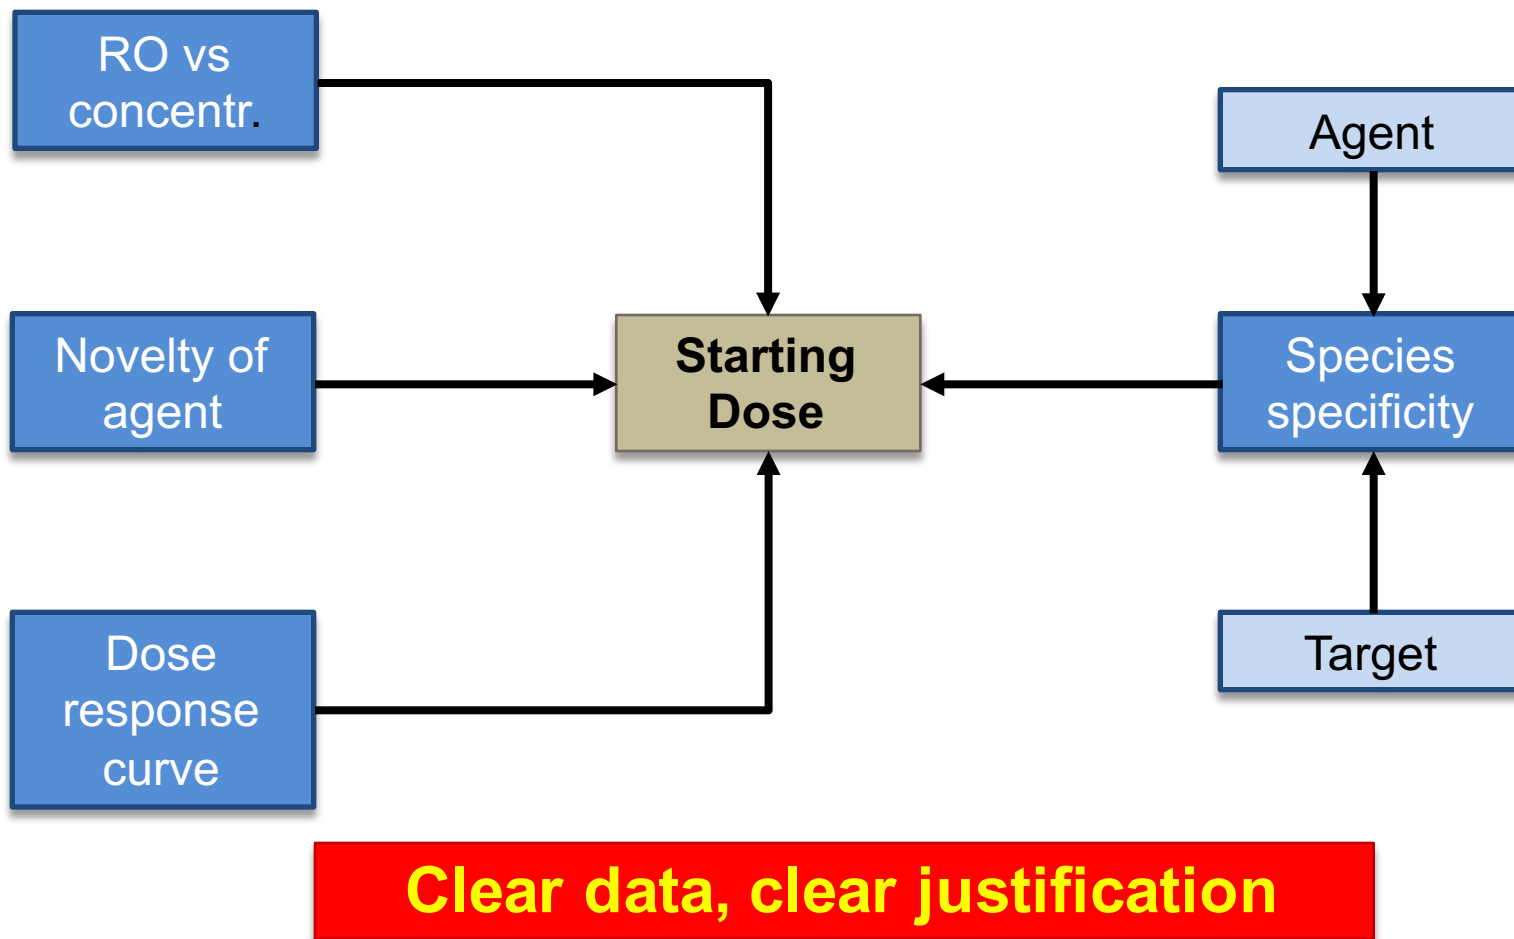 RO vs
concentr.
Agent
Novelty of
agent
Starting
Dose
Species
specificity
Dose
response
curve
Target
Clear data, clear justification